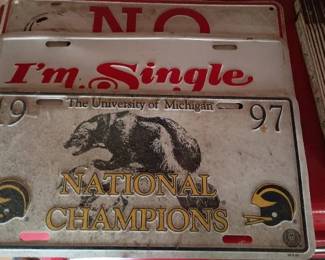 NO
I'm Single
The University of Michigan
19 97
NATIONAL
CHAMPIONS